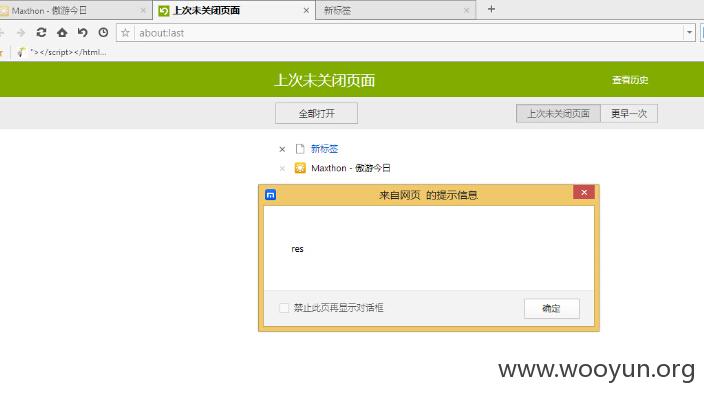 Maxthon - 傲游今日
上次未关闭页面
新标签
about:last
"></script></html...
上次未关闭页面
查看历史
全部打开
上次未关闭页面
更早一次
新标签
Maxthon - 傲游今日
来自网页 的提示信息
res
禁止此页再显示对话框
确定
www.wooyun.org